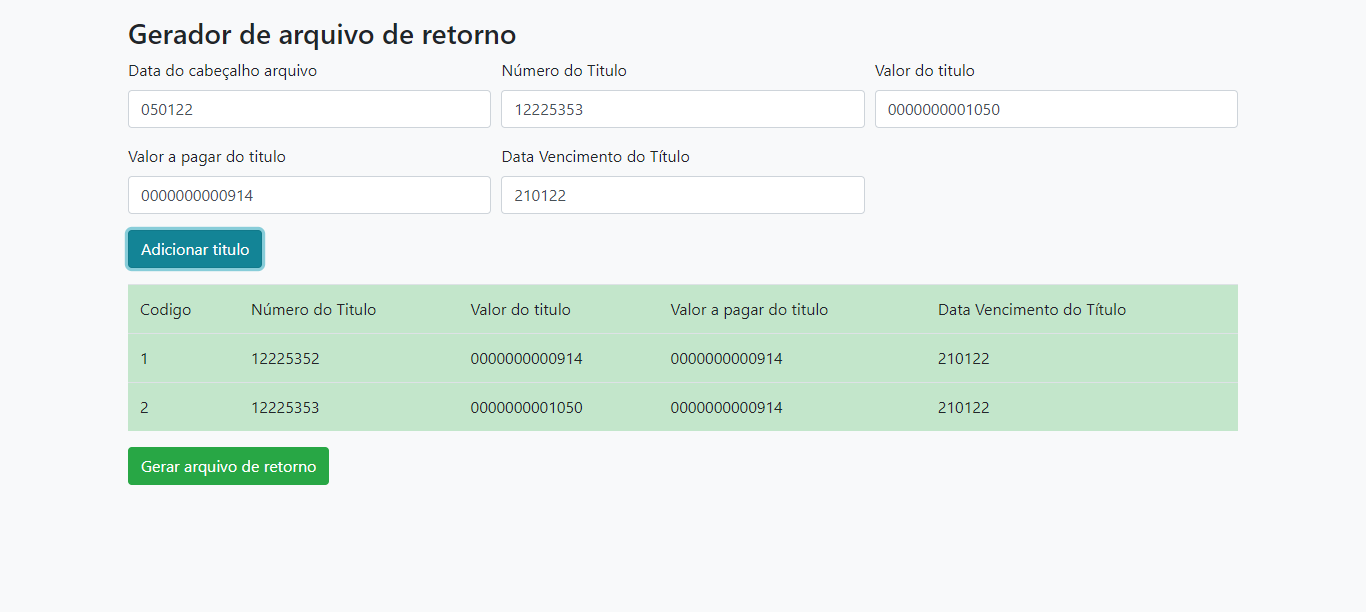 Gerador de arquivo de retorno
Data do cabeçalho arquivo Número do Titulo Valor do titulo
050122 12225353 0000000001050
Valor a pagar do titulo Data Vencimento do Título
0000000000914 210122
Adicionar titulo
Codigo Número do Titulo Valor do titulo Valor a pagar do titulo Data Vencimento do Título
1 12225352 0000000000914 0000000000914 210122
2 12225353 0000000001050 0000000000914 210122
Gerar arquivo de retorno